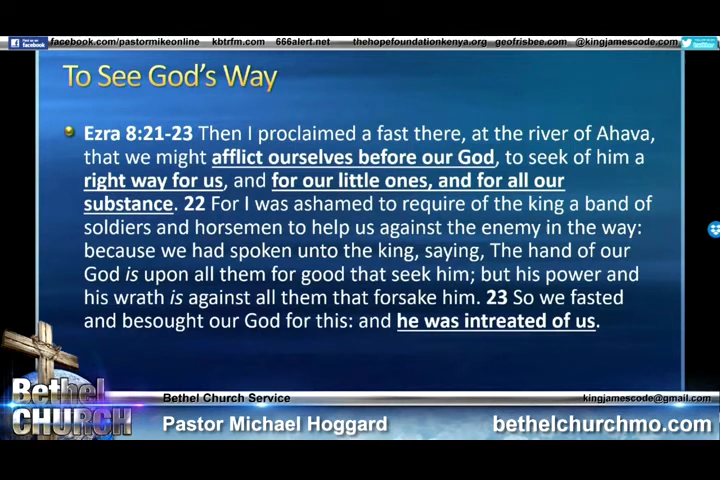 Find us on facebook
facebook.com/pastormikeonline kbtrfm.com 666alert.net thehopefoundationkenya.org geofrisbee.com @kingjamescode.com
To See God's Way
Ezra 8:21-23 Then I proclaimed a fast there, at the river of Ahava,
that we might afflict ourselves before our God, to seek of him a
right way for us, and for our little ones, and for all our
substance. 22 For I was ashamed to require of the king a band of
soldiers and horsemen to help us against the enemy in the way:
because we had spoken unto the king, saying, The hand of our
God is upon all them for good that seek him; but his power and
his wrath is against all them that forsake him. 23 So we fasted
and besought our God for this: and he was intreated of us.
Bethel
CHURCH
Bethel Church Service kingjamescode@gmail.com
Pastor Michael Hoggard bethelchurchmo.com